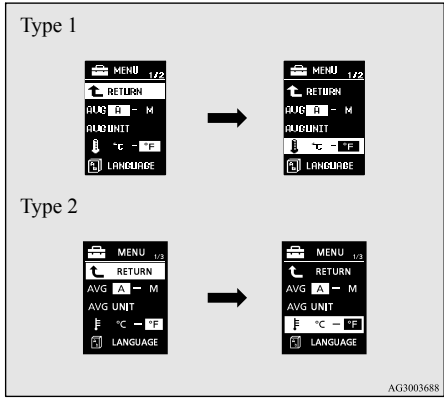 Type 1
MENU 1/2
RETURN
AVG A - M
AVG UNIT
°C - °F
LANGUAGE
MENU 1/2
RETURN
AVG A - M
AVG UNIT
°C - °F
LANGUAGE
Type 2
MENU 1/3
RETURN
AVG A - M
AVG UNIT
°C - °F
LANGUAGE
MENU 1/3
RETURN
AVG A - M
AVG UNIT
°C - °F
LANGUAGE
AG3003688